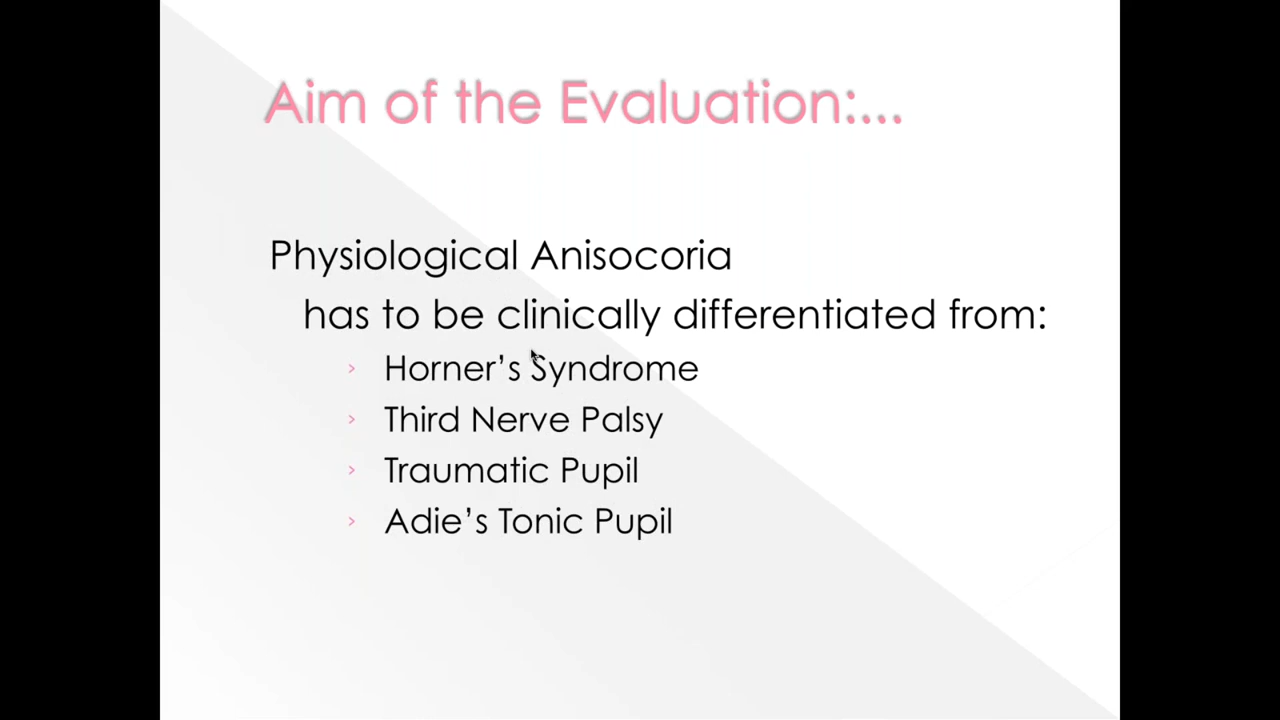 Aim of the Evaluation:...
Physiological Anisocoria
has to be clinically differentiated from:
› Horner’s Syndrome
› Third Nerve Palsy
› Traumatic Pupil
› Adie’s Tonic Pupil